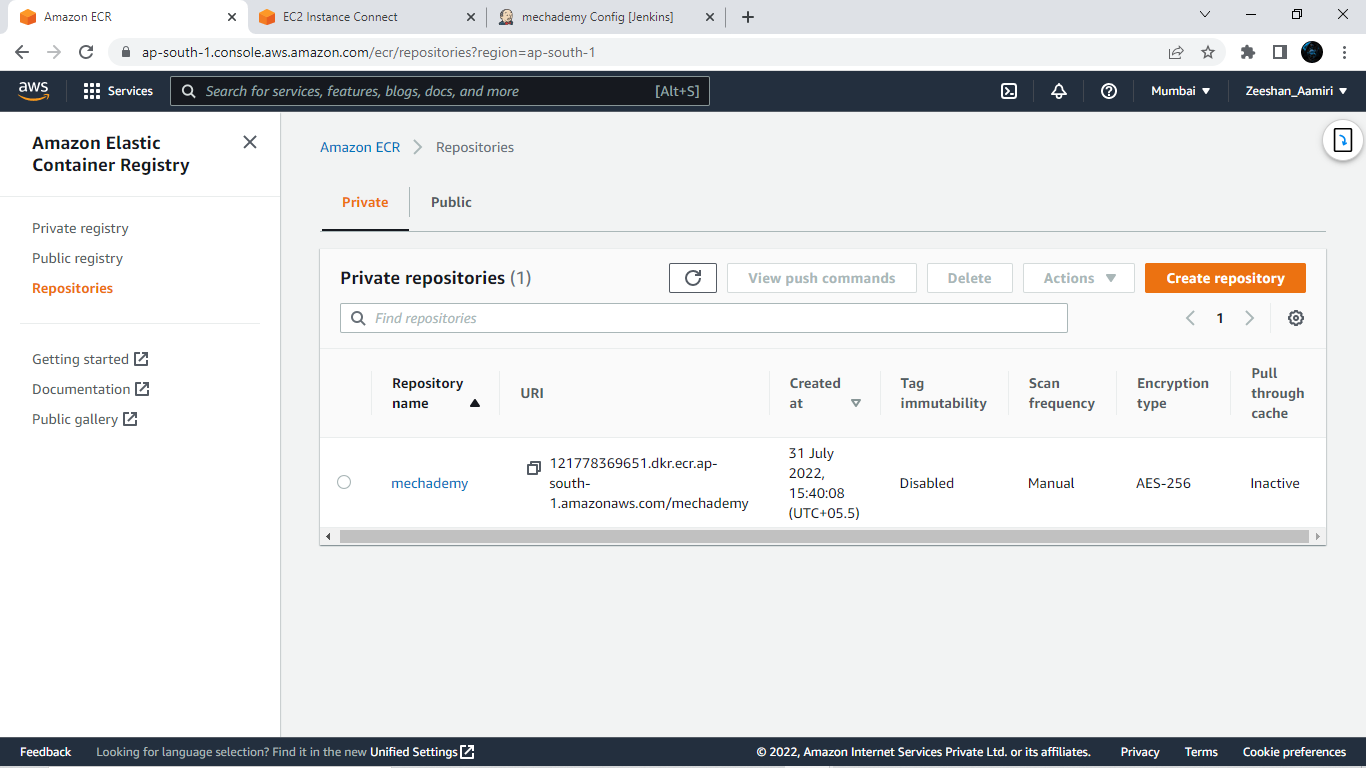 Amazon ECR
EC2 Instance Connect
mechademy Config [Jenkins]
ap-south-1.console.aws.amazon.com/ecr/repositories?region=ap-south-1
aws
Services
Search for services, features, blogs, docs, and more
[Alt+S]
Mumbai
Zeeshan_Aamiri
Amazon Elastic
Container Registry
Private registry
Public registry
Repositories
Getting started
Documentation
Public gallery
Amazon ECR
Repositories
Private
Public
Private repositories (1)
View push commands
Delete
Actions
Create repository
Find repositories
1
Repository
name
URI
Created
at
Tag
immutability
Scan
frequency
Encryption
type
Pull
through
cache
mechademy
121778369651.dkr.ecr.ap-
south-
1.amazonaws.com/mechademy
31 July
2022,
15:40:08
(UTC+05.5)
Disabled
Manual
AES-256
Inactive
Feedback
Looking for language selection? Find it in the new Unified Settings
© 2022, Amazon Internet Services Private Ltd. or its affiliates.
Privacy
Terms
Cookie preferences